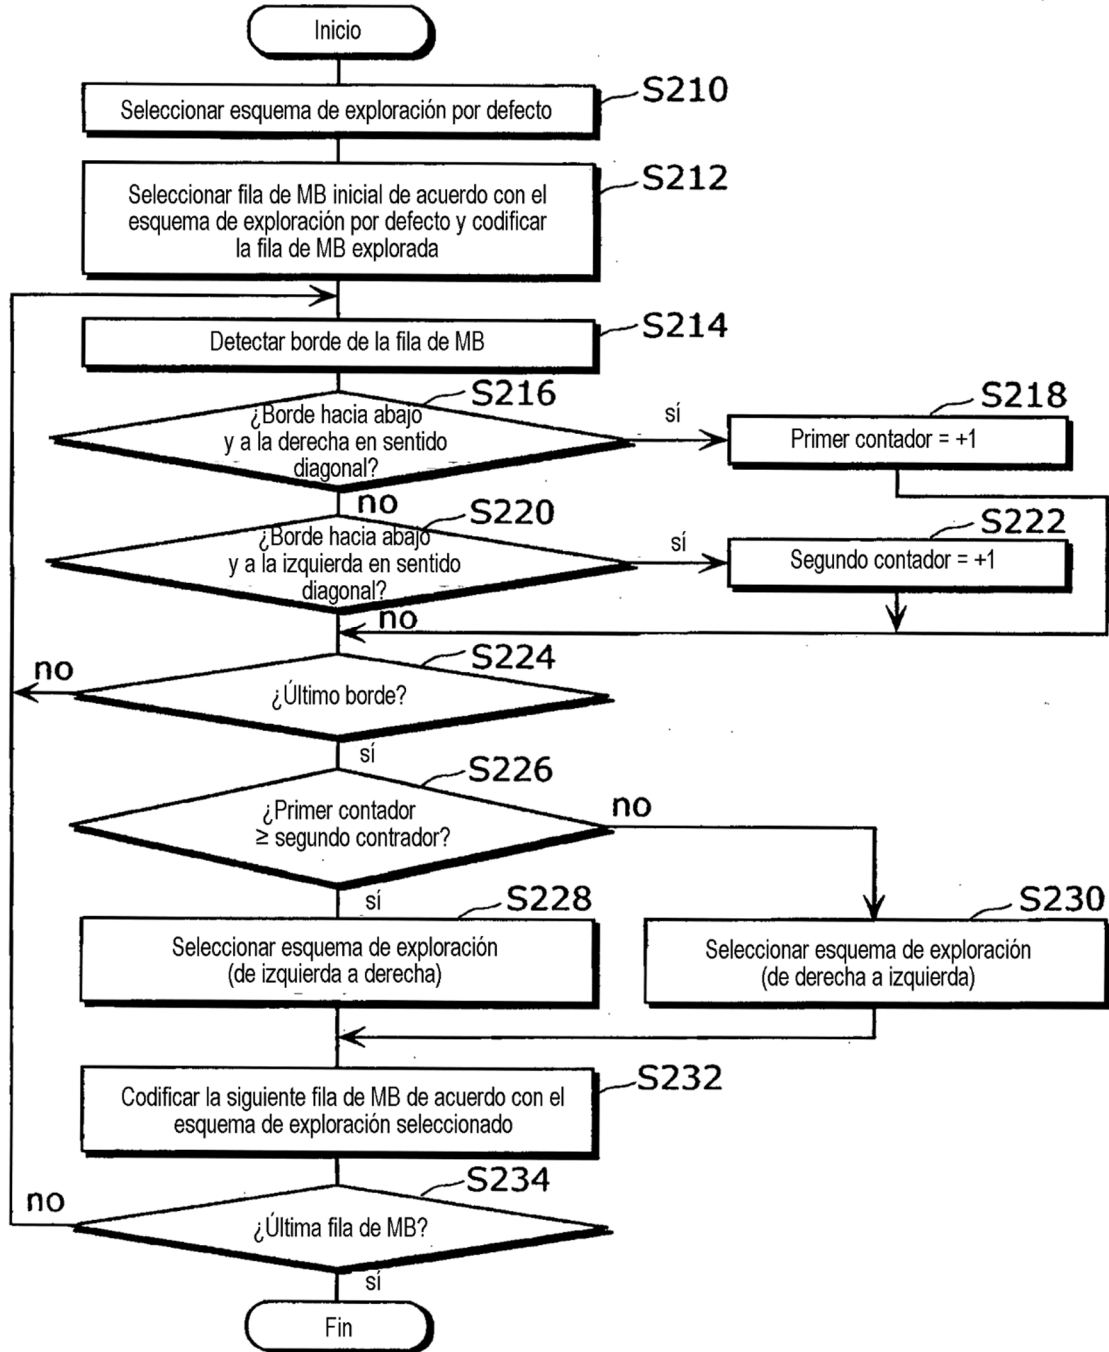 Inicio
Seleccionar esquema de exploración por defecto
S210
Seleccionar fila de MB inicial de acuerdo con el
esquema de exploración por defecto y codificar
la fila de MB explorada
S212
Detectar borde de la fila de MB
S214
S216
¿Borde hacia abajo
y a la derecha en sentido
diagonal?
sí
S218
Primer contador = +1
no
S220
¿Borde hacia abajo
y a la izquierda en sentido
diagonal?
sí
S222
Segundo contador = +1
no
S224
¿Último borde?
no
sí
S226
¿Primer contador
≥ segundo contrador?
no
sí
S228
Seleccionar esquema de exploración
(de izquierda a derecha)
S230
Seleccionar esquema de exploración
(de derecha a izquierda)
Codificar la siguiente fila de MB de acuerdo con el
esquema de exploración seleccionado
S232
S234
¿Última fila de MB?
no
sí
Fin